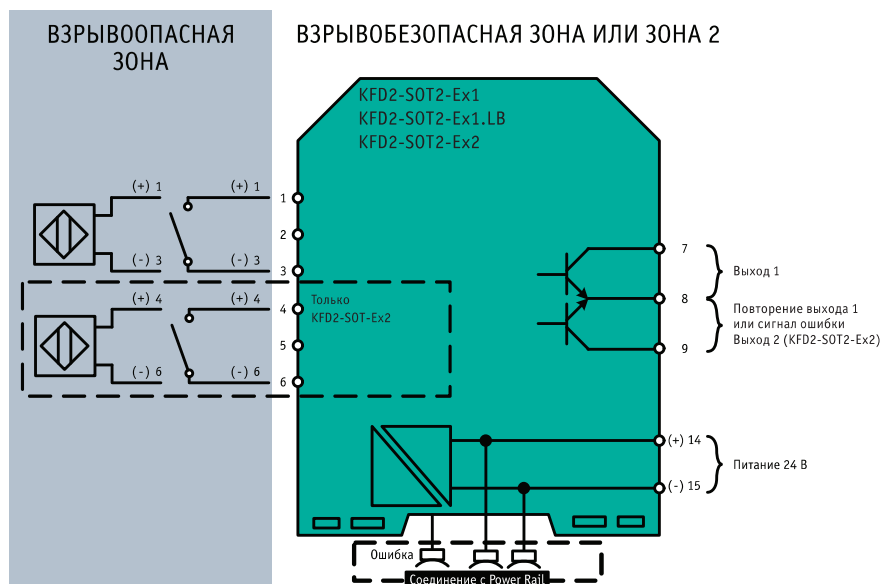 ВЗРЫВООПАСНАЯ
ЗОНА
ВЗРЫВОБЕЗОПАСНАЯ ЗОНА ИЛИ ЗОНА 2
KFD2-SOT2-Ex1
KFD2-SOT2-Ex1.LB
KFD2-SOT2-Ex2
(+) 1
(+) 1
1
2
(-) 3
(-) 3
3
(+) 4
(+) 4
4
Только
KFD2-SOT-Ex2
5
(-) 6
(-) 6
6
7
Выход 1
8
Повторение выхода 1
или сигнал ошибки
Выход 2 (KFD2-SOT2-Ex2)
9
(+) 14
Питание 24 В
(-) 15
Ошибка
Соединение с Power Rail